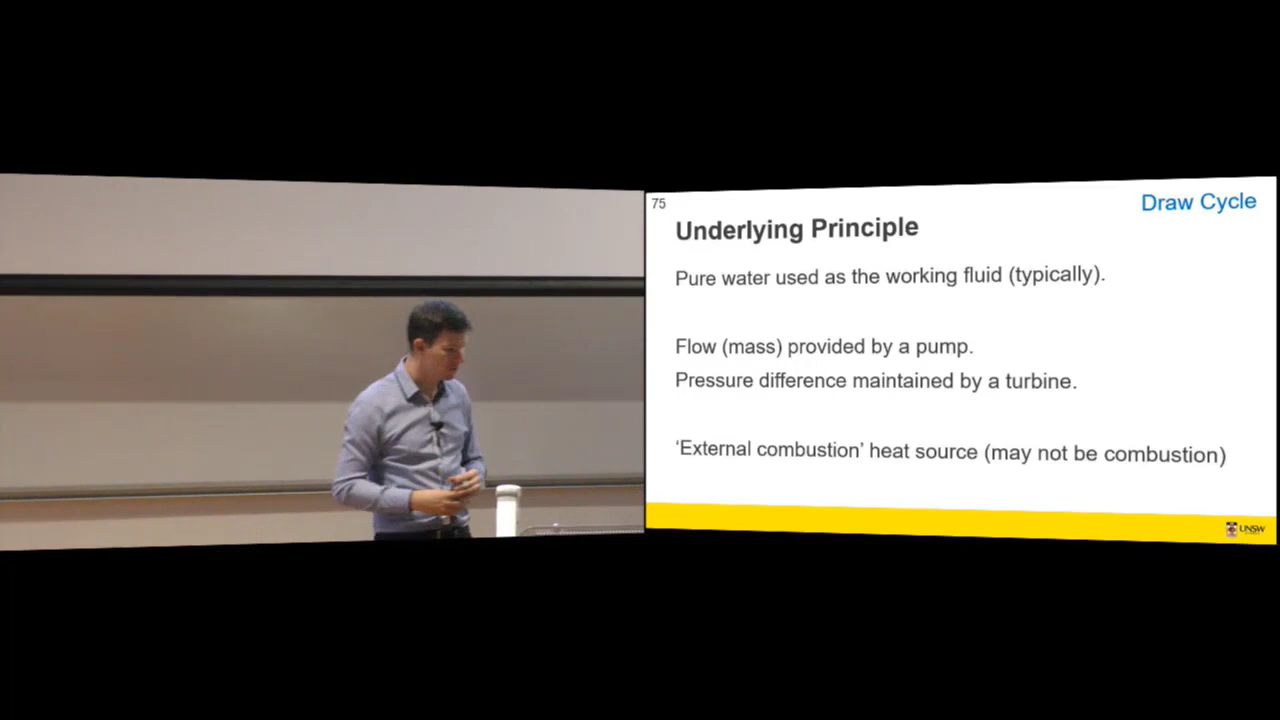 75
Draw Cycle
Underlying Principle
Pure water used as the working fluid (typically).
Flow (mass) provided by a pump.
Pressure difference maintained by a turbine.
‘External combustion’ heat source (may not be combustion)
UNSW